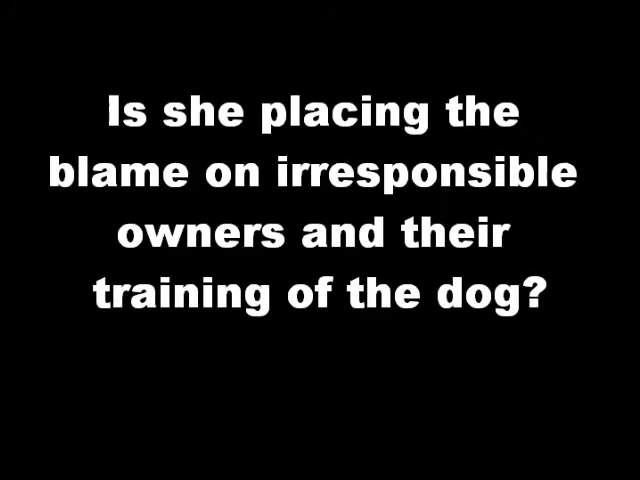 Is she placing the
blame on irresponsible
owners and their
training of the dog?